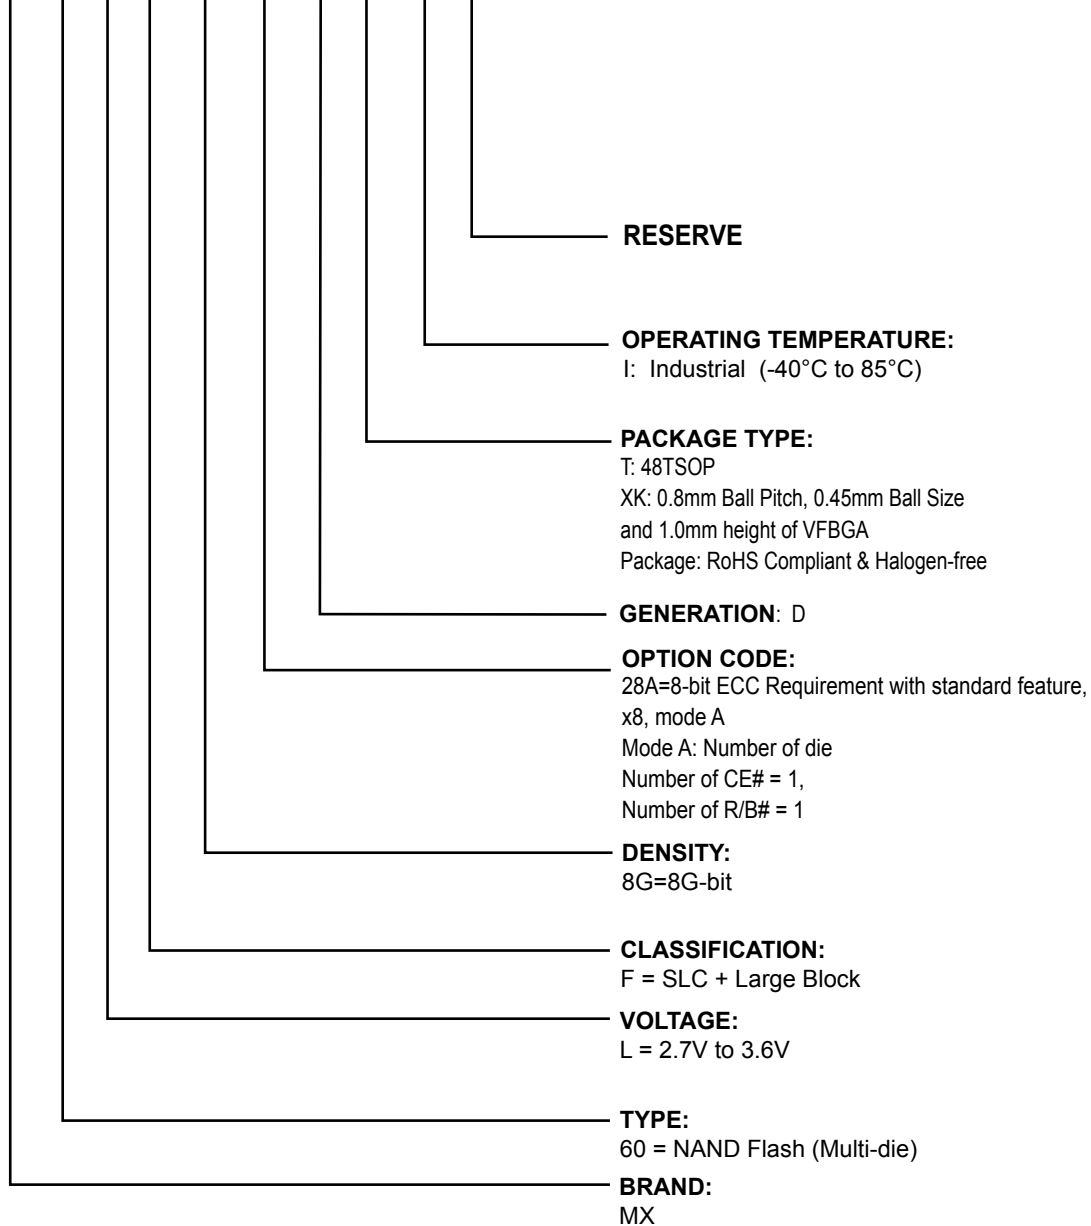 RESERVE
OPERATING TEMPERATURE:
I: Industrial (-40°C to 85°C)
PACKAGE TYPE:
T: 48TSOP
XK: 0.8mm Ball Pitch, 0.45mm Ball Size
and 1.0mm height of VFBGA
Package: RoHS Compliant & Halogen-free
GENERATION: D
OPTION CODE:
28A=8-bit ECC Requirement with standard feature,
x8, mode A
Mode A: Number of die
Number of CE# = 1,
Number of R/B# = 1
DENSITY:
8G=8G-bit
CLASSIFICATION:
F = SLC + Large Block
VOLTAGE:
L = 2.7V to 3.6V
TYPE:
60 = NAND Flash (Multi-die)
BRAND:
MX